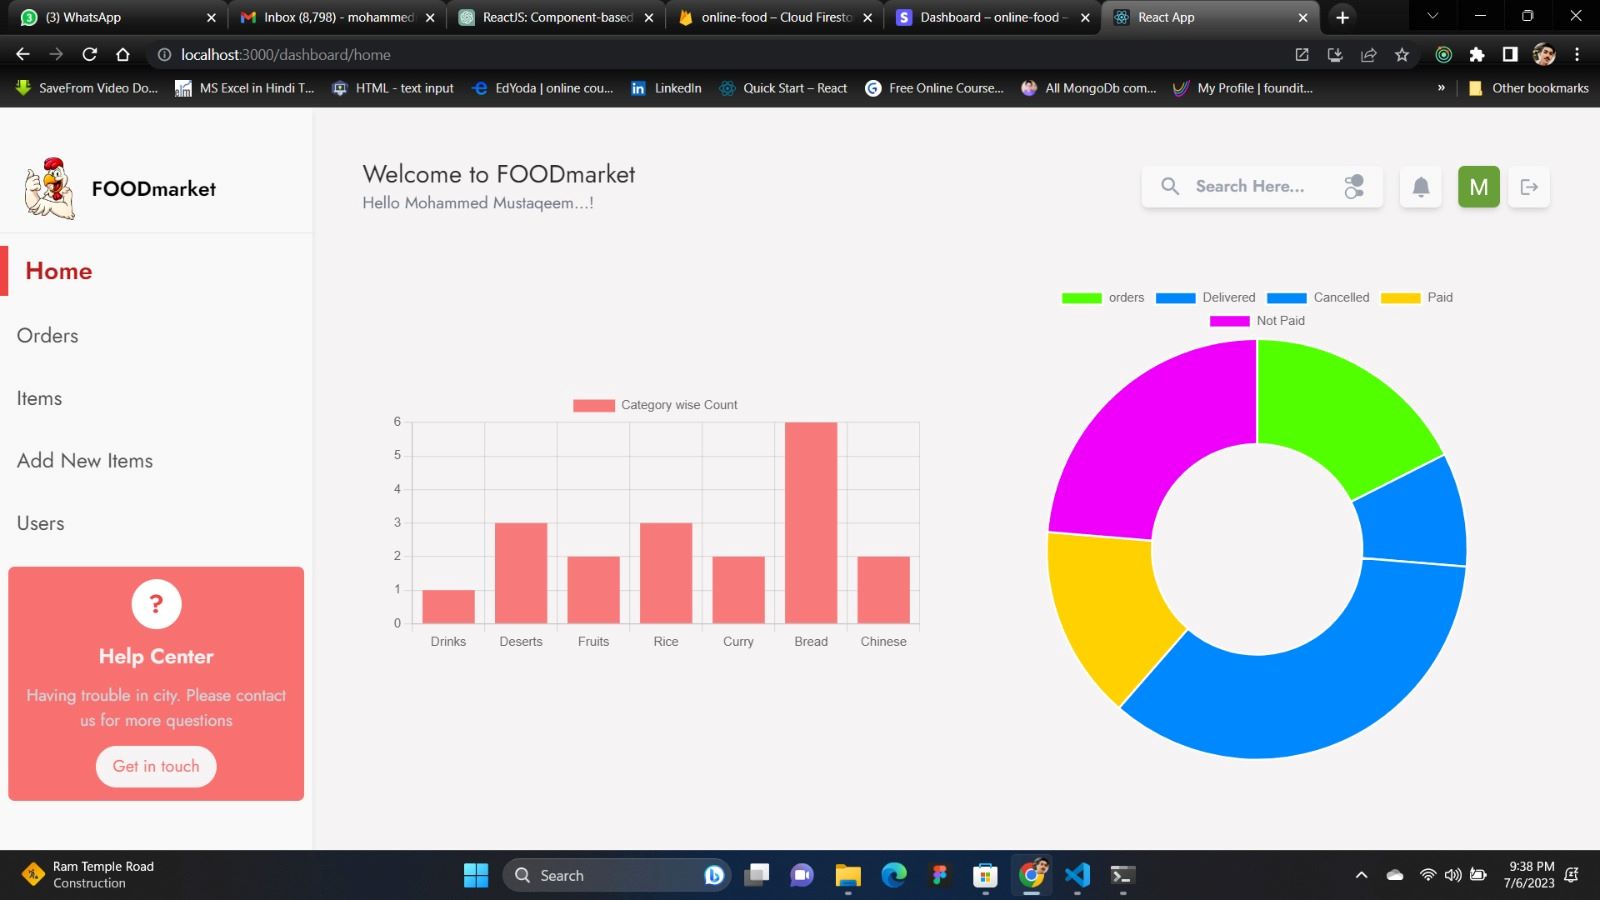 (3) WhatsApp
Inbox (8,798) - mohammed
ReactJS: Component-based
online-food – Cloud Firesto
Dashboard – online-food –
React App
localhost:3000/dashboard/home
SaveFrom Video Do...
MS Excel in Hindi T...
HTML - text input
EdYoda | online cou...
LinkedIn
Quick Start – React
Free Online Course...
All MongoDb com...
My Profile | foundit...
»
Other bookmarks
FOODmarket
Welcome to FOODmarket
Hello Mohammed Mustaqeem...!
Search Here...
M
Home
Orders
Items
Add New Items
Users
?
Help Center
Having trouble in city. Please contact
us for more questions
Get in touch
Category wise Count
6
5
4
3
2
1
0
Drinks Deserts Fruits Rice Curry Bread Chinese
orders Delivered Cancelled Paid
Not Paid
Ram Temple Road
Construction
Search
9:38 PM
7/6/2023